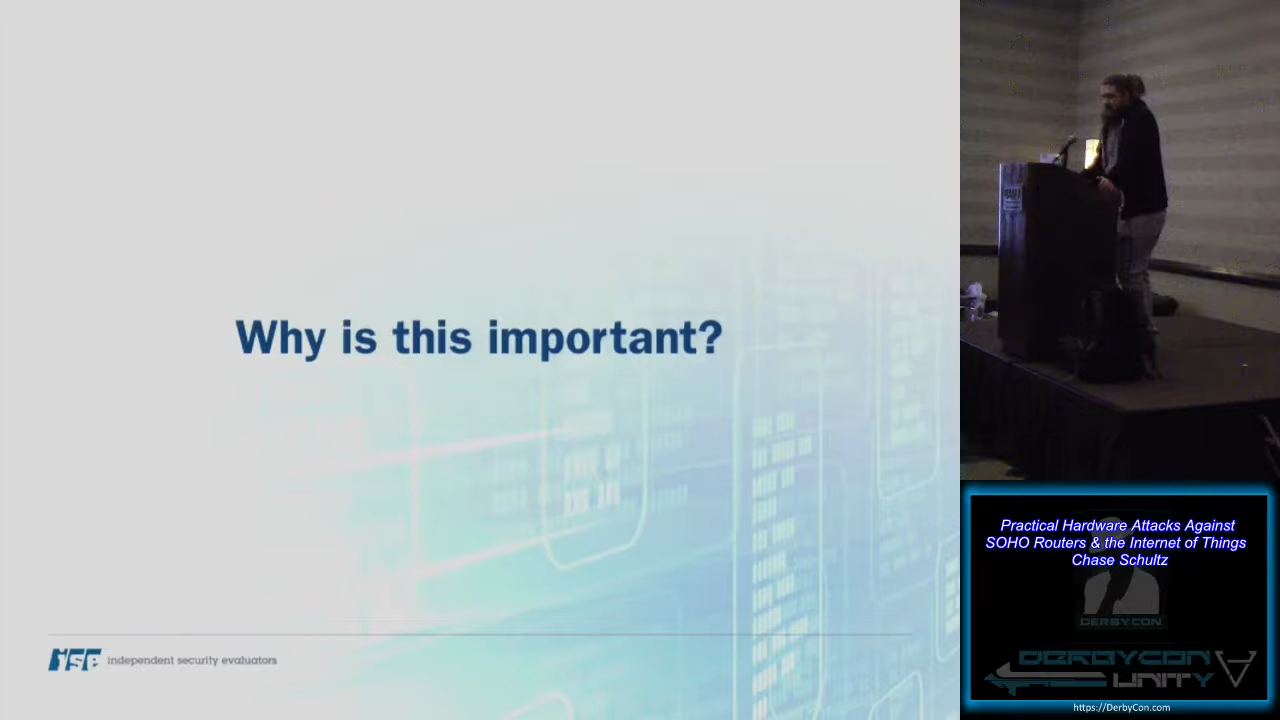 Why is this important?
ise independent security evaluators
Practical Hardware Attacks Against
SOHO Routers & the Internet of Things
Chase Schultz
DERBYCON
DERBYCON
UNITY
https://DerbyCon.com